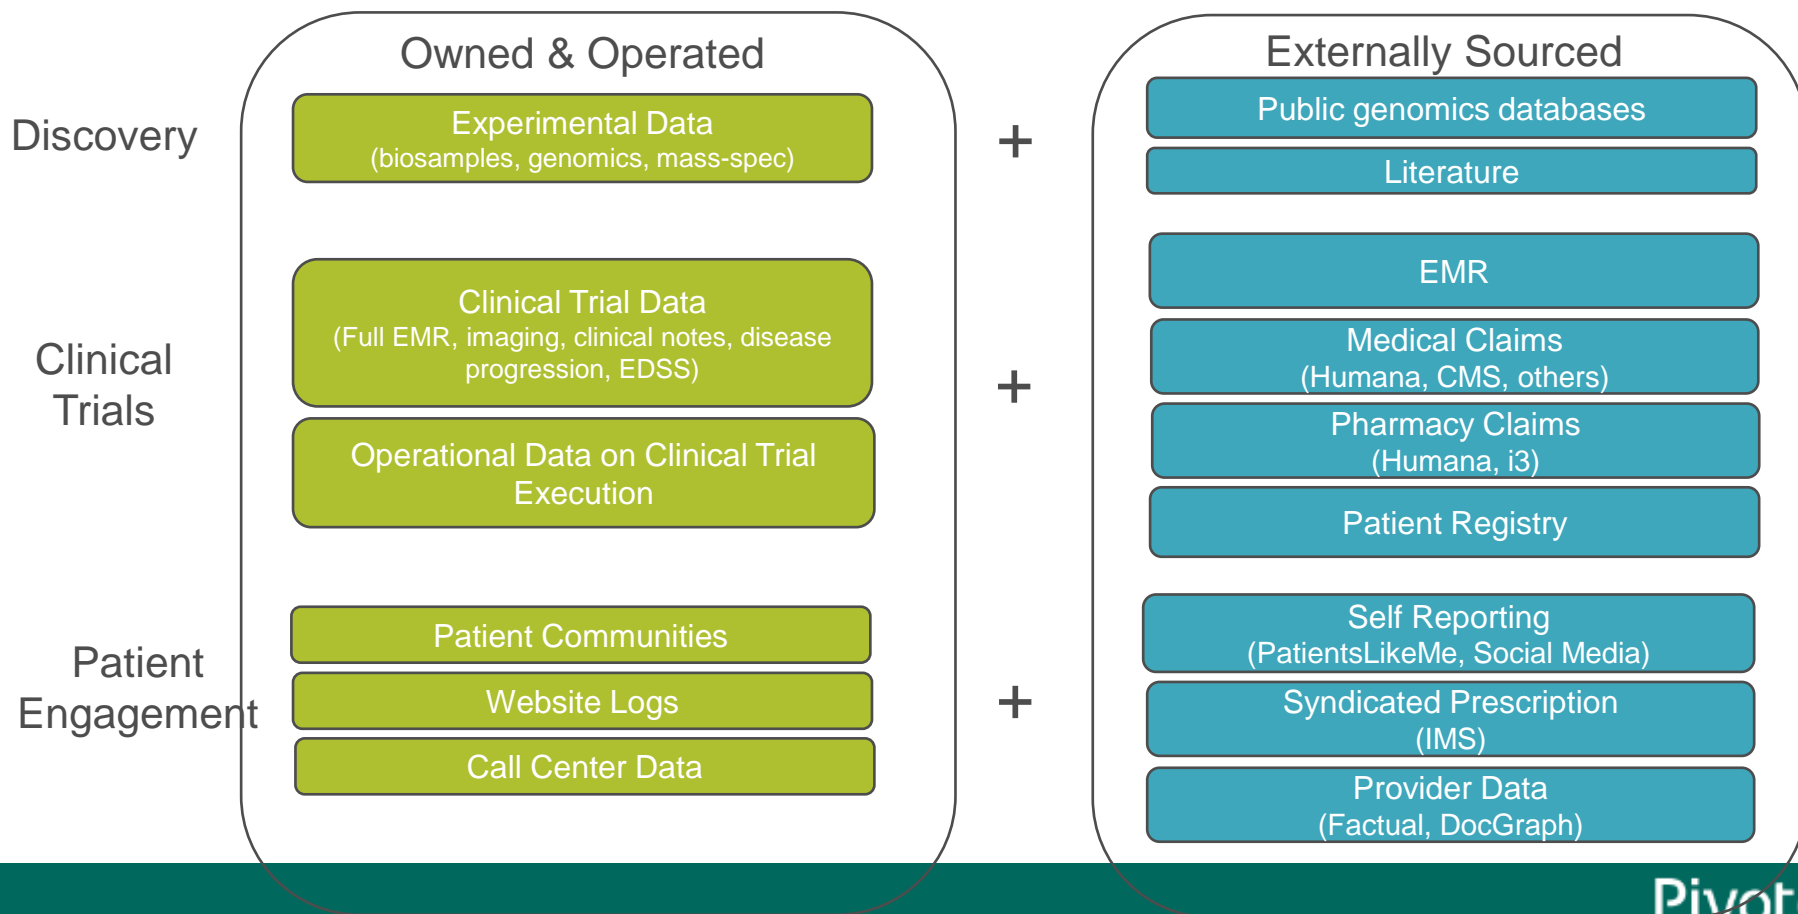 Owned & Operated
Externally Sourced
Discovery
Experimental Data
(biosamples, genomics, mass-spec)
+
Public genomics databases
Literature
Clinical
Trials
Clinical Trial Data
(Full EMR, imaging, clinical notes, disease
progression, EDSS)
Operational Data on Clinical Trial
Execution
+
EMR
Medical Claims
(Humana, CMS, others)
Pharmacy Claims
(Humana, i3)
Patient Registry
Patient
Engagement
Patient Communities
Website Logs
Call Center Data
+
Self Reporting
(PatientsLikeMe, Social Media)
Syndicated Prescription
(IMS)
Provider Data
(Factual, DocGraph)